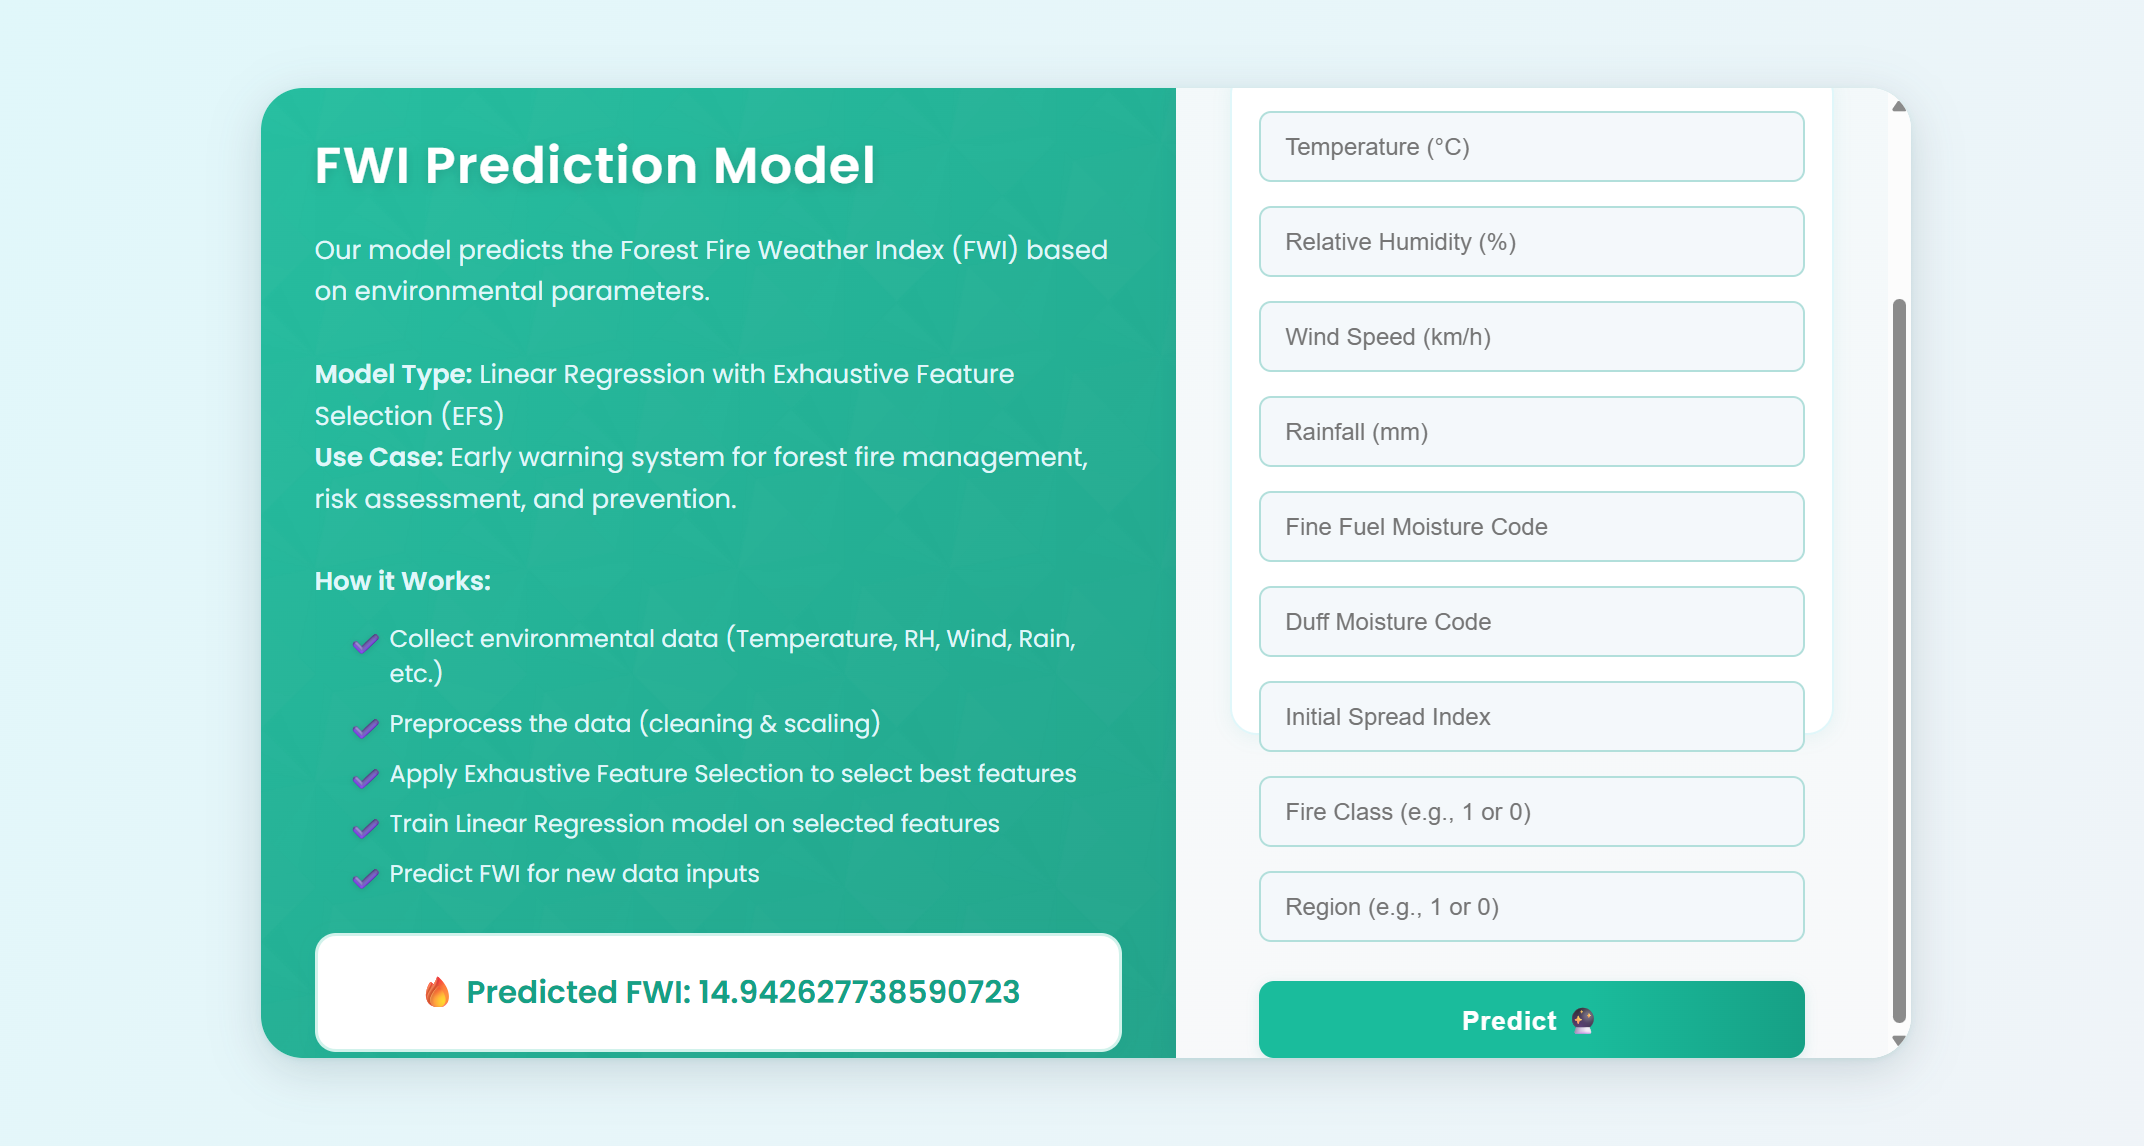 FWI Prediction Model
Our model predicts the Forest Fire Weather Index (FWI) based
on environmental parameters.
Model Type: Linear Regression with Exhaustive Feature
Selection (EFS)
Use Case: Early warning system for forest fire management,
risk assessment, and prevention.
How it Works:
Collect environmental data (Temperature, RH, Wind, Rain,
etc.)
Preprocess the data (cleaning & scaling)
Apply Exhaustive Feature Selection to select best features
Train Linear Regression model on selected features
Predict FWI for new data inputs
Predicted FWI: 14.942627738590723
Temperature (°C)
Relative Humidity (%)
Wind Speed (km/h)
Rainfall (mm)
Fine Fuel Moisture Code
Duff Moisture Code
Initial Spread Index
Fire Class (e.g., 1 or 0)
Region (e.g., 1 or 0)
Predict